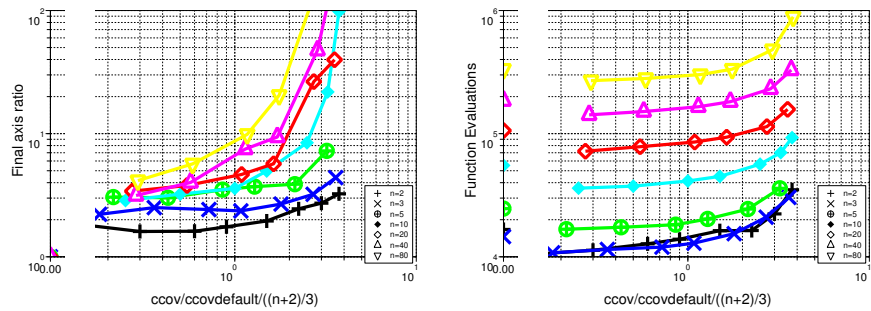 10^2
10^1
10^0
0.00
10^0
10^1
Final axis ratio
ccov/ccovdefault/((n+2)/3)
n=2
n=3
n=5
n=10
n=20
n=40
n=80
10^6
10^5
10^4
0.00
10^0
10^1
Function Evaluations
ccov/ccovdefault/((n+2)/3)
n=2
n=3
n=5
n=10
n=20
n=40
n=80